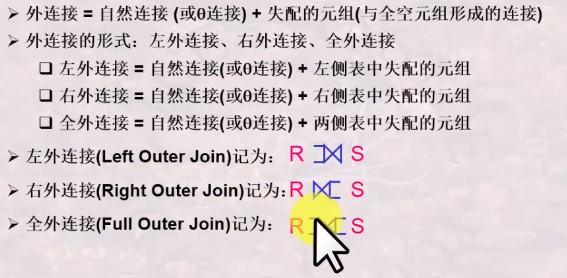 ➢ 外连接 = 自然连接 (或θ连接) + 失配的元组(与全空元组形成的连接)
➢ 外连接的形式：左外连接、右外连接、全外连接
❑ 左外连接 = 自然连接(或θ连接) + 左侧表中失配的元组
❑ 右外连接 = 自然连接(或θ连接) + 右侧表中失配的元组
❑ 全外连接 = 自然连接(或θ连接) + 两侧表中失配的元组
➢ 左外连接(Left Outer Join)记为： R ⟕ S
➢ 右外连接(Right Outer Join)记为：R ⟖ S
➢ 全外连接(Full Outer Join)记为： R ⟗ S